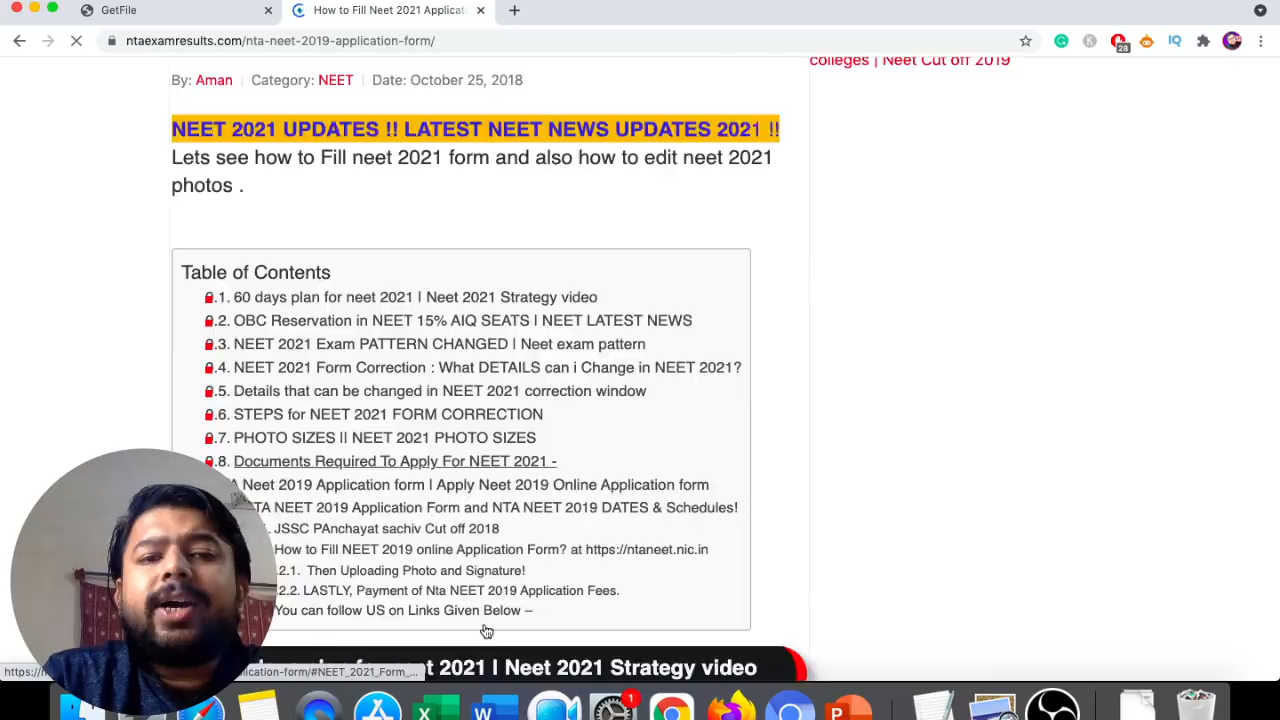 GetFile
How to Fill Neet 2021 Applicati
ntaexamresults.com/nta-neet-2019-application-form/
28
colleges | Neet Cut off 2019
By: Aman Category: NEET Date: October 25, 2018
NEET 2021 UPDATES !! LATEST NEET NEWS UPDATES 2021 !!
Lets see how to Fill neet 2021 form and also how to edit neet 2021
photos .
Table of Contents
.1. 60 days plan for neet 2021 | Neet 2021 Strategy video
.2. OBC Reservation in NEET 15% AIQ SEATS | NEET LATEST NEWS
.3. NEET 2021 Exam PATTERN CHANGED | Neet exam pattern
.4. NEET 2021 Form Correction : What DETAILS can i Change in NEET 2021?
.5. Details that can be changed in NEET 2021 correction window
.6. STEPS for NEET 2021 FORM CORRECTION
.7. PHOTO SIZES || NEET 2021 PHOTO SIZES
.8. Documents Required To Apply For NEET 2021 -
A Neet 2019 Application form | Apply Neet 2019 Online Application form
TA NEET 2019 Application Form and NTA NEET 2019 DATES & Schedules!
JSSC PAnchayat sachiv Cut off 2018
How to Fill NEET 2019 online Application Form? at https://ntaneet.nic.in
.2.1. Then Uploading Photo and Signature!
.2.2. LASTLY, Payment of Nta NEET 2019 Application Fees.
You can follow US on Links Given Below –
2021 | Neet 2021 Strategy video
ication-form/#NEET_2021_Form_...
1